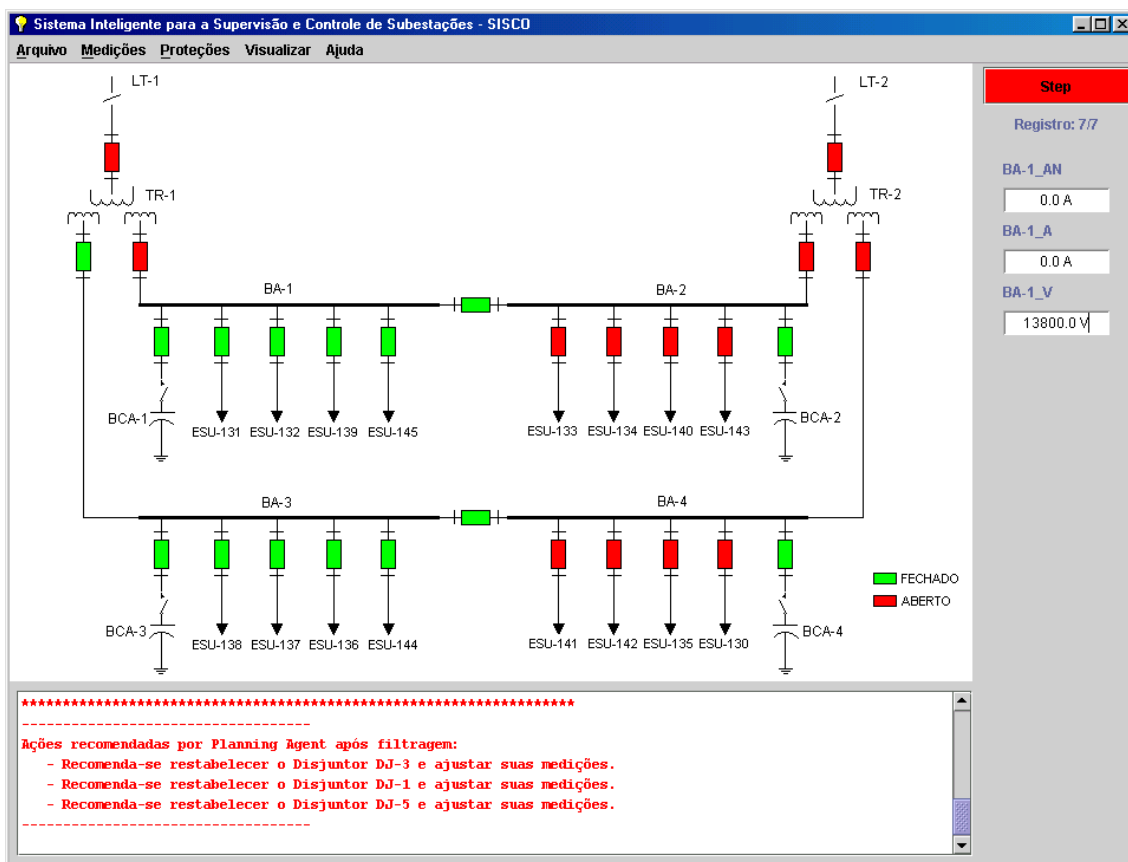 Sistema Inteligente para a Supervisão e Controle de Subestações - SISCO
Arquivo Medições Proteções Visualizar Ajuda
LT-1
LT-2
Step
Registro: 7/7
TR-1
TR-2
BA-1_AN
0.0 A
BA-1_A
0.0 A
BA-1_V
13800.0 V
BA-1
BA-2
BCA-1
BCA-2
ESU-131 ESU-132 ESU-139 ESU-145
ESU-133 ESU-134 ESU-140 ESU-143
BA-3
BA-4
FECHADO
ABERTO
BCA-3
BCA-4
ESU-138 ESU-137 ESU-136 ESU-144
ESU-141 ESU-142 ESU-135 ESU-130
*******************************************************************
-----------------------------------
Ações recomendadas por Planning Agent após filtragem:
- Recomenda-se restabelecer o Disjuntor DJ-3 e ajustar suas medições.
- Recomenda-se restabelecer o Disjuntor DJ-1 e ajustar suas medições.
- Recomenda-se restabelecer o Disjuntor DJ-5 e ajustar suas medições.
-----------------------------------